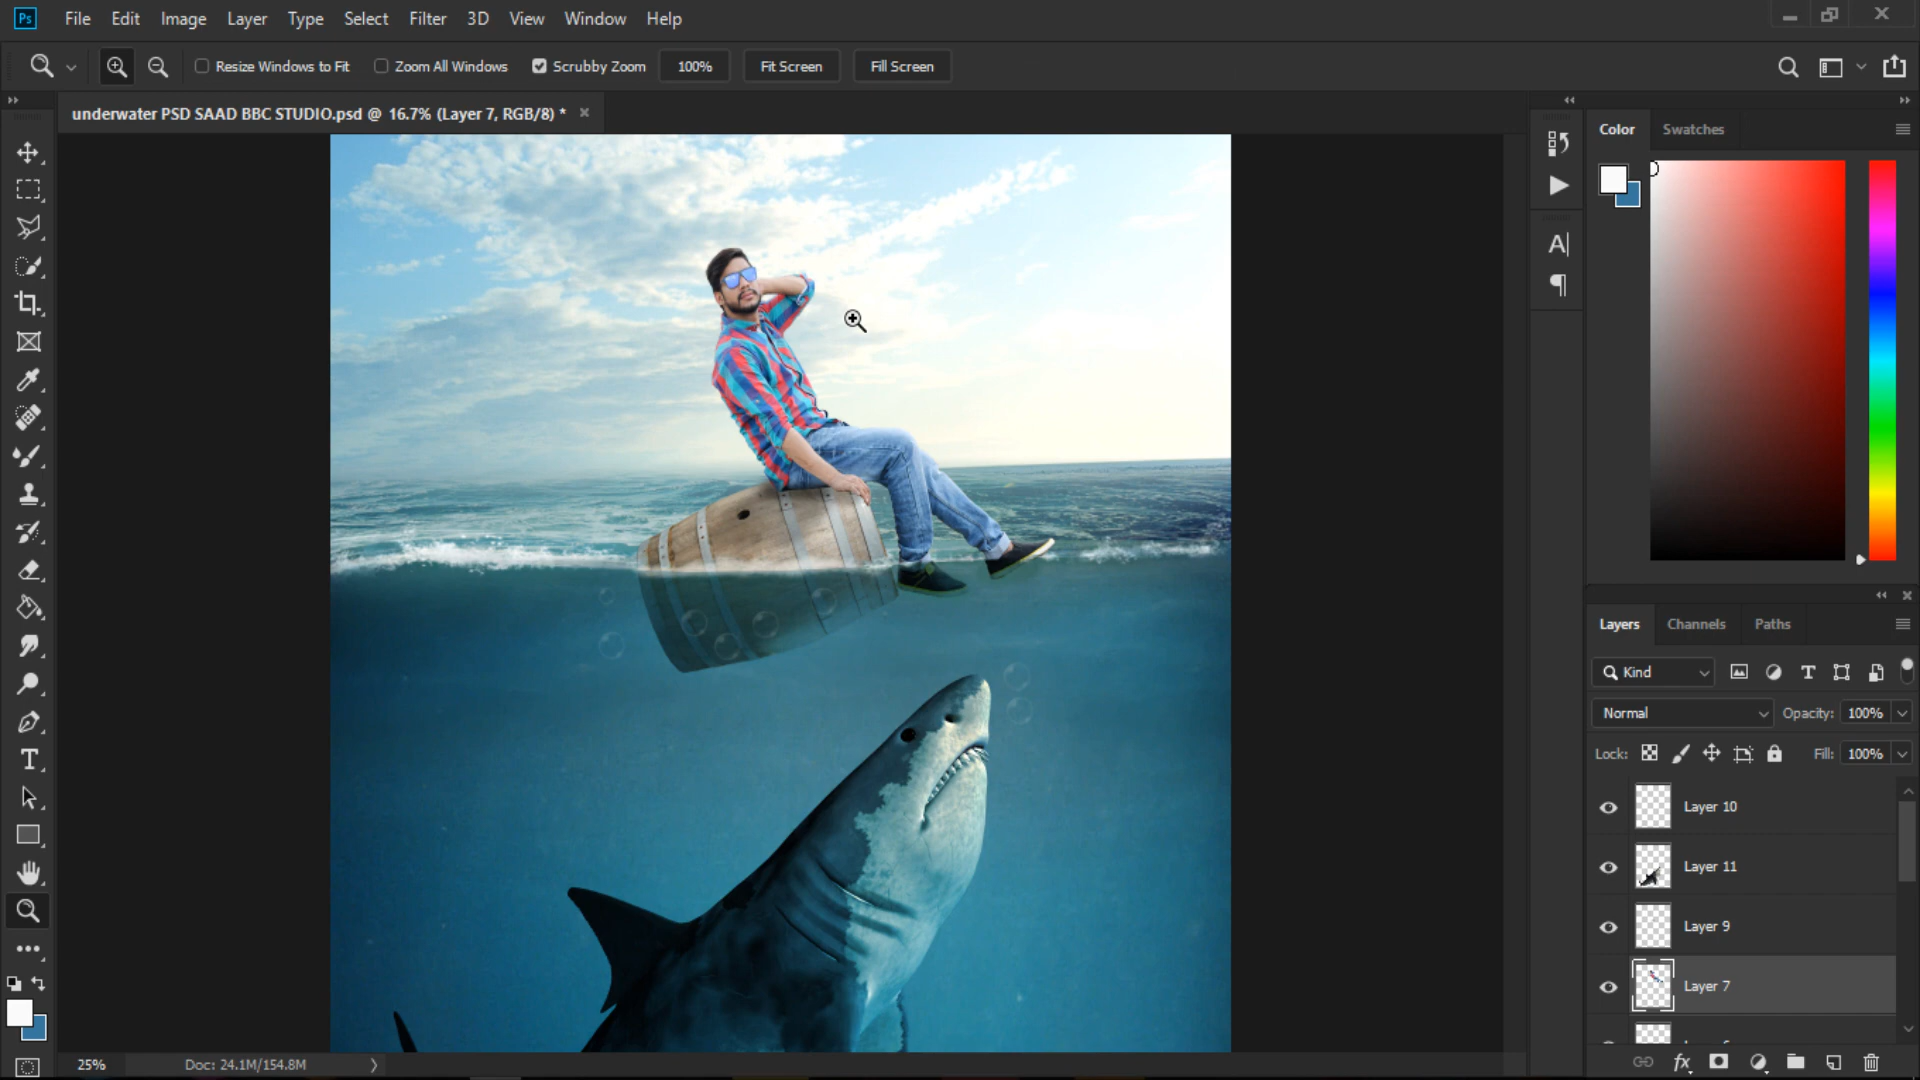 Ps File Edit Image Layer Type Select Filter 3D View Window Help
Resize Windows to Fit Zoom All Windows Scrubby Zoom 100% Fit Screen Fill Screen
underwater PSD SAAD BBC STUDIO.psd @ 16.7% (Layer 7, RGB/8) *
Color Swatches
Layers Channels Paths
Kind
Normal Opacity: 100%
Lock: Fill: 100%
Layer 10
Layer 11
Layer 9
Layer 7
25% Doc: 24.1M/154.8M
fx